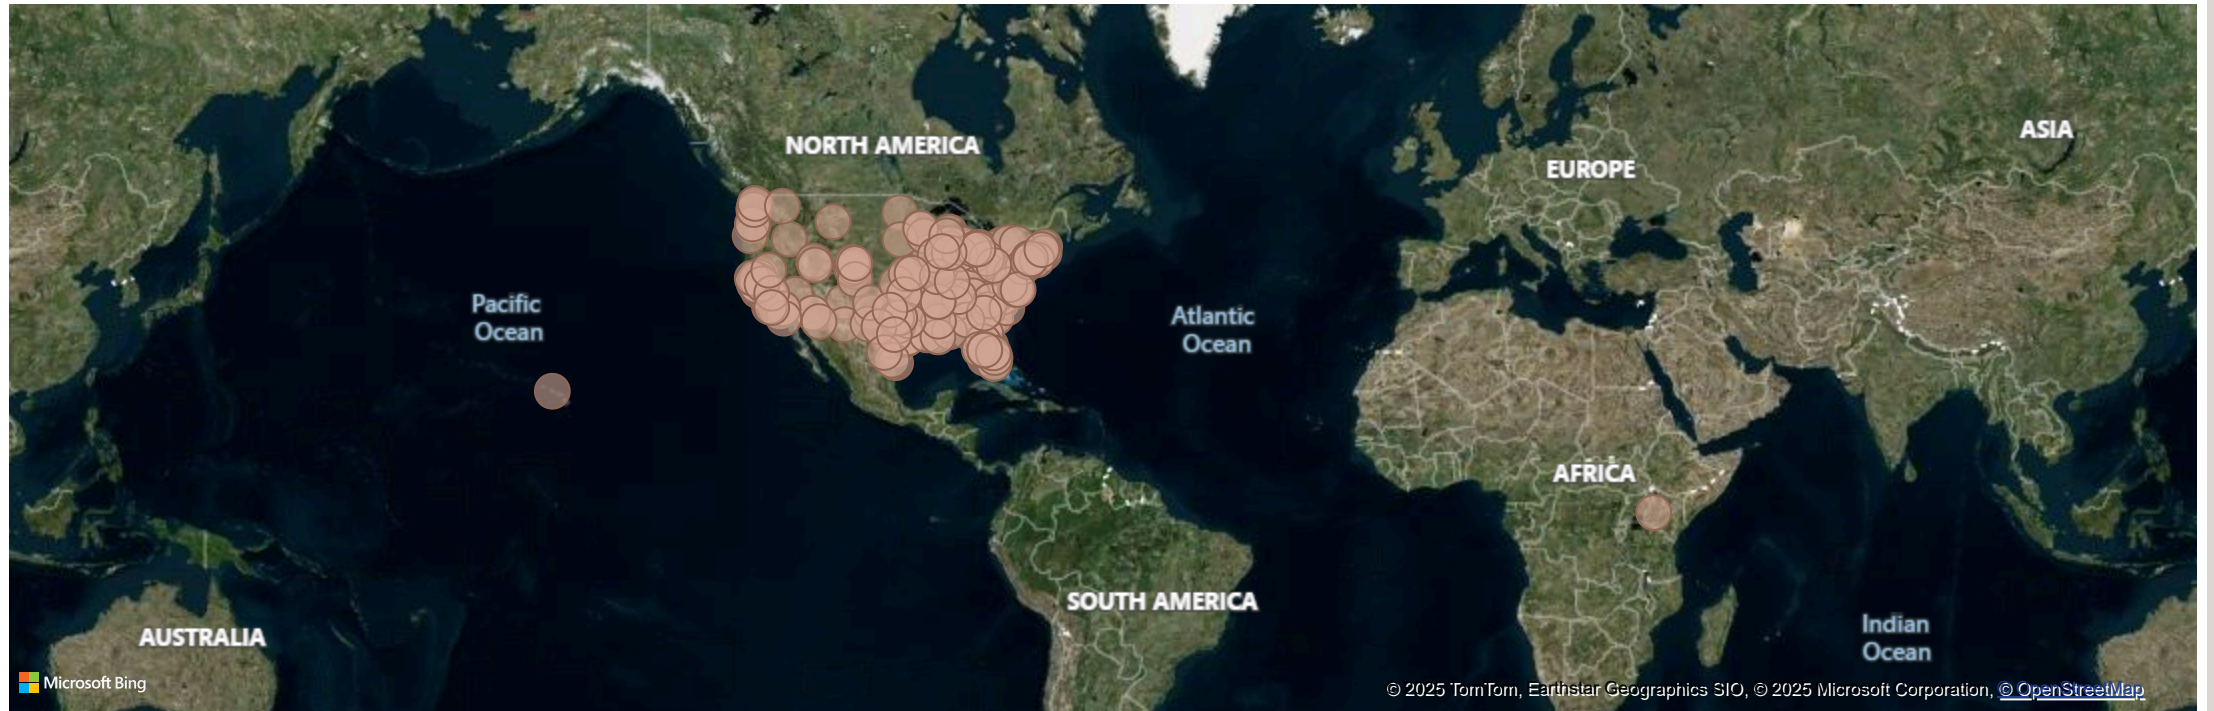 ASIA
NORTH AMERICA
EUROPE
Pacific
Ocean
Atlantic
Ocean
AFRICA
SOUTH AMERICA
Indian
Ocean
AUSTRALIA
Microsoft Bing
© 2025 TomTom, Earthstar Geographics SIO, © 2025 Microsoft Corporation, © OpenStreetMap